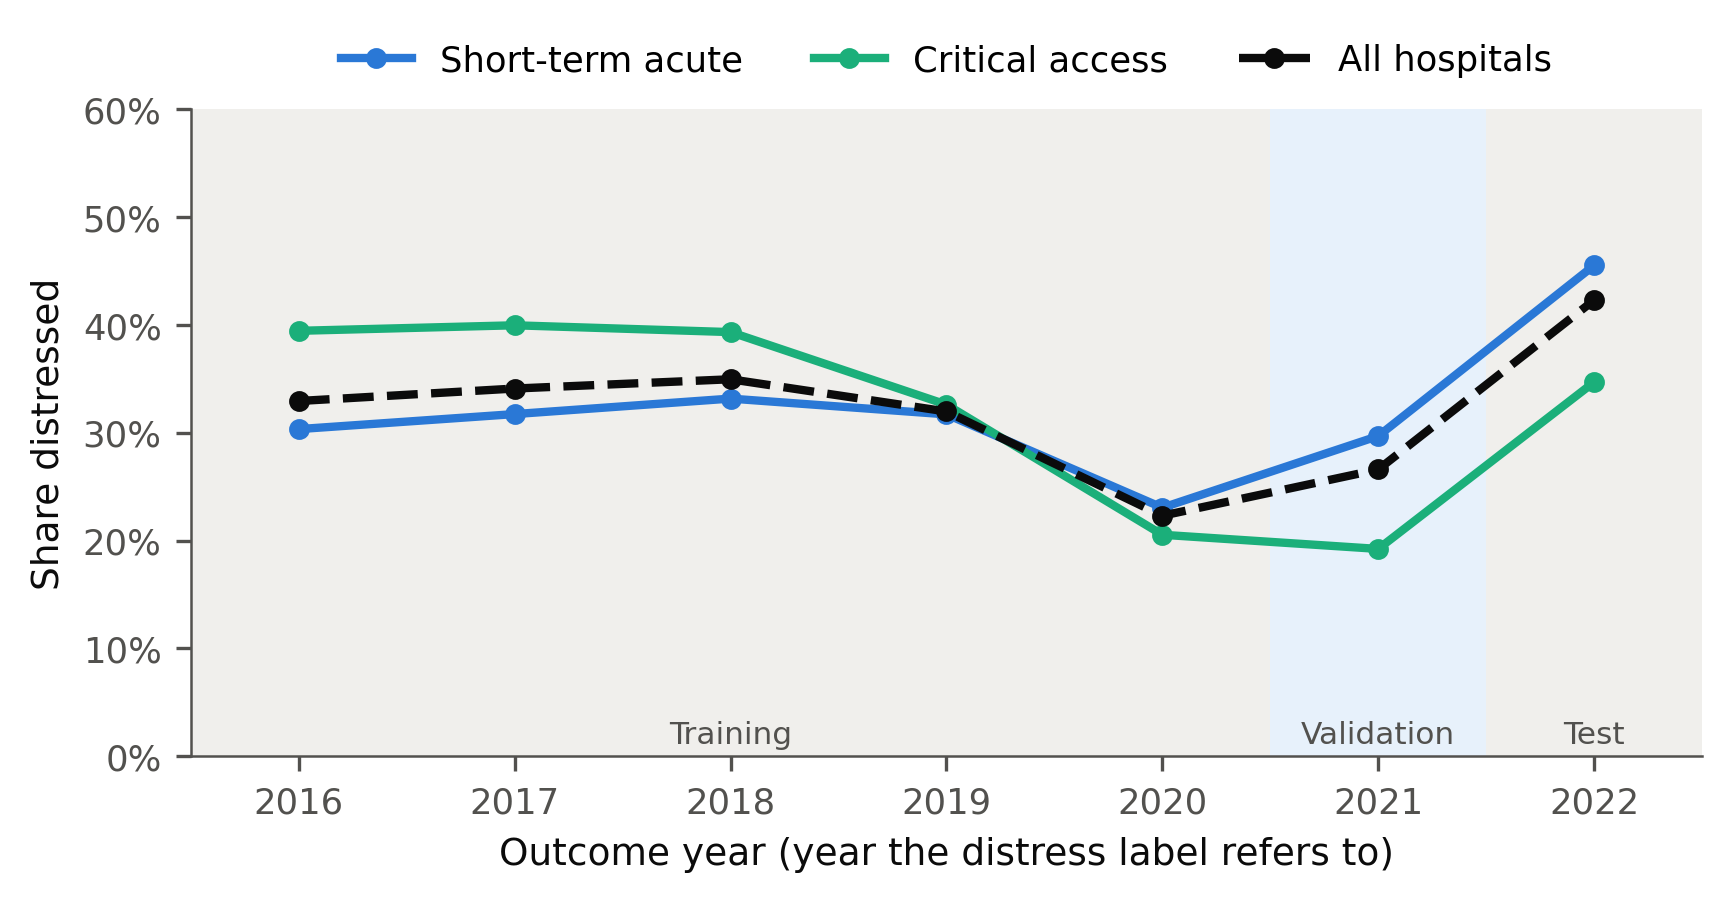 Short-term acute
Critical access
All hospitals
60%
50%
40%
30%
20%
10%
0%
Share distressed
Training
Validation
Test
2016
2017
2018
2019
2020
2021
2022
Outcome year (year the distress label refers to)